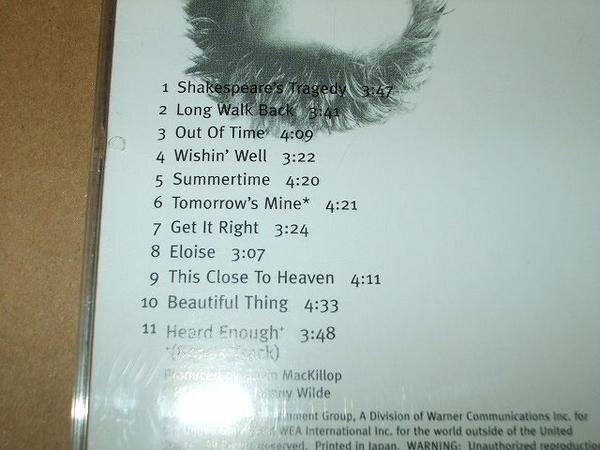 1 Shakespeare's Tragedy 3:47
2 Long Walk Back 3:41
3 Out Of Time 4:09
4 Wishin' Well 3:22
5 Summertime 4:20
6 Tomorrow's Mine* 4:21
7 Get It Right 3:24
8 Eloise 3:07
9 This Close To Heaven 4:11
10 Beautiful Thing 4:33
11 Heard Enough⁺ 3:48
Produced by MacKillop
Wilde
Group, A Division of Warner Communications Inc. for
WEA International Inc. for the world outside of the United
Printed in Japan. WARNING: Unauthorized